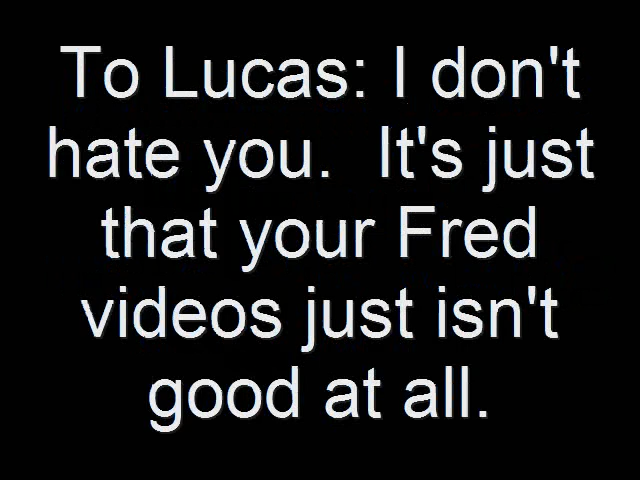 To Lucas: I don't
hate you.  It's just
that your Fred
videos just isn't
good at all.